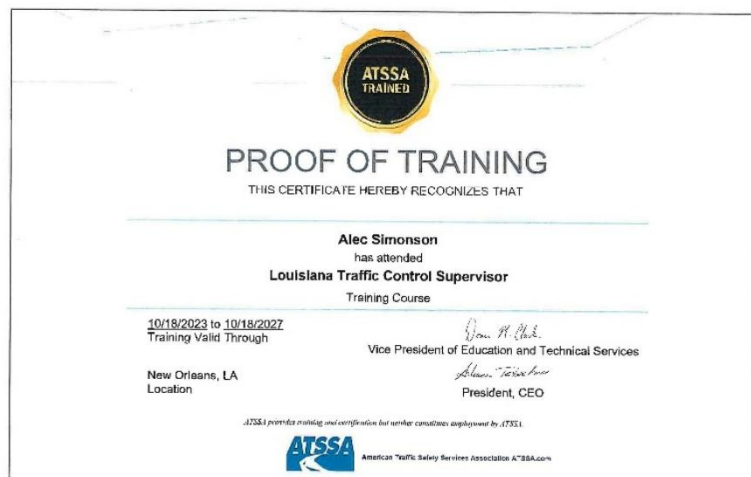 ATSSA
TRAINED
PROOF OF TRAINING
THIS CERTIFICATE HEREBY RECOGNIZES THAT
Alec Simonson
has attended
Louisiana Traffic Control Supervisor
Training Course
10/18/2023 to 10/18/2027
Training Valid Through
Vice President of Education and Technical Services
New Orleans, LA
Location
President, CEO
ATSSA provides training and certification but neither constitutes employment by ATSSA.
ATSSA
American Traffic Safety Services Association ATSSA.com